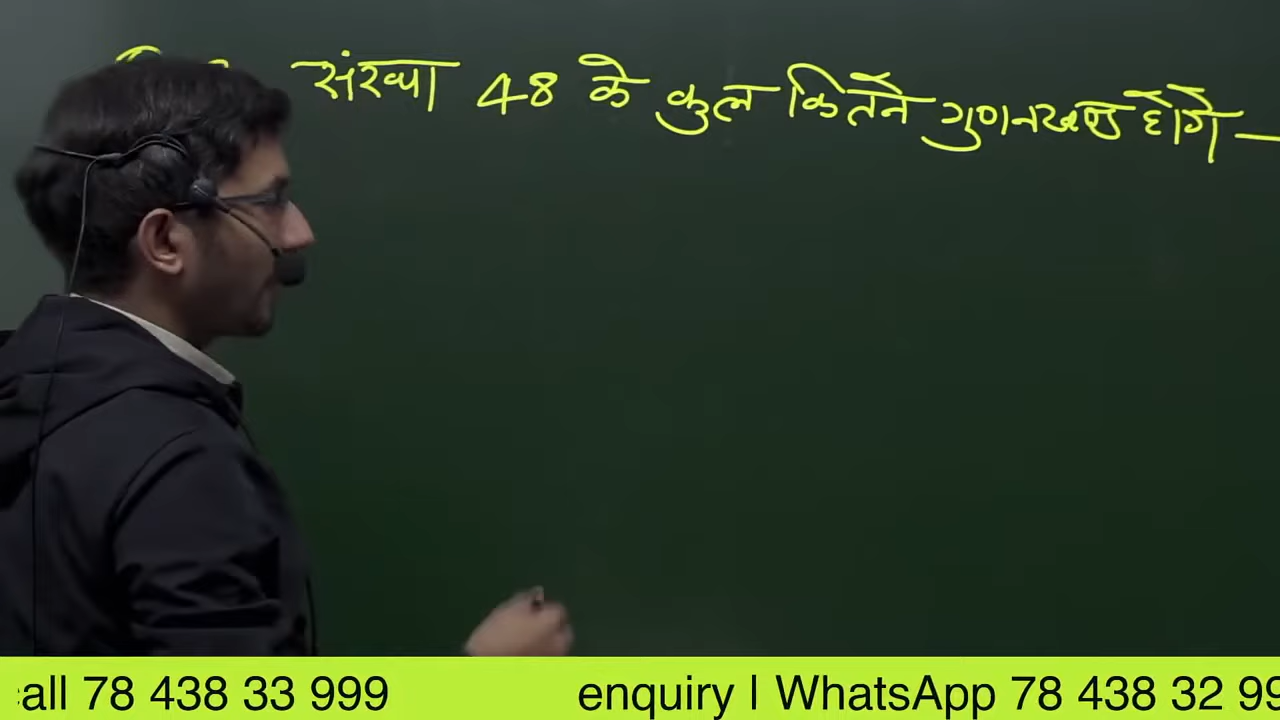 संख्या 48 के कुल कितने गुणनखण्ड होंगे —
all 78 438 33 999 enquiry | WhatsApp 78 438 32 99